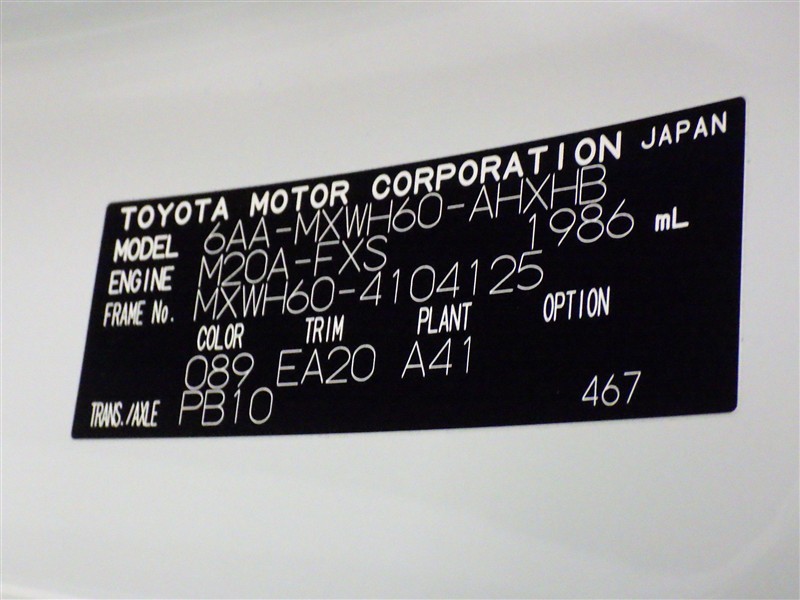 TOYOTA MOTOR CORPORATION JAPAN
MODEL 6AA-MXWH60-AHXHB
ENGINE M20A-FXS 1986 mL
FRAME No. MXWH60-4104125
COLOR TRIM PLANT OPTION
089 EA20 A41
TRANS./AXLE PB10 467